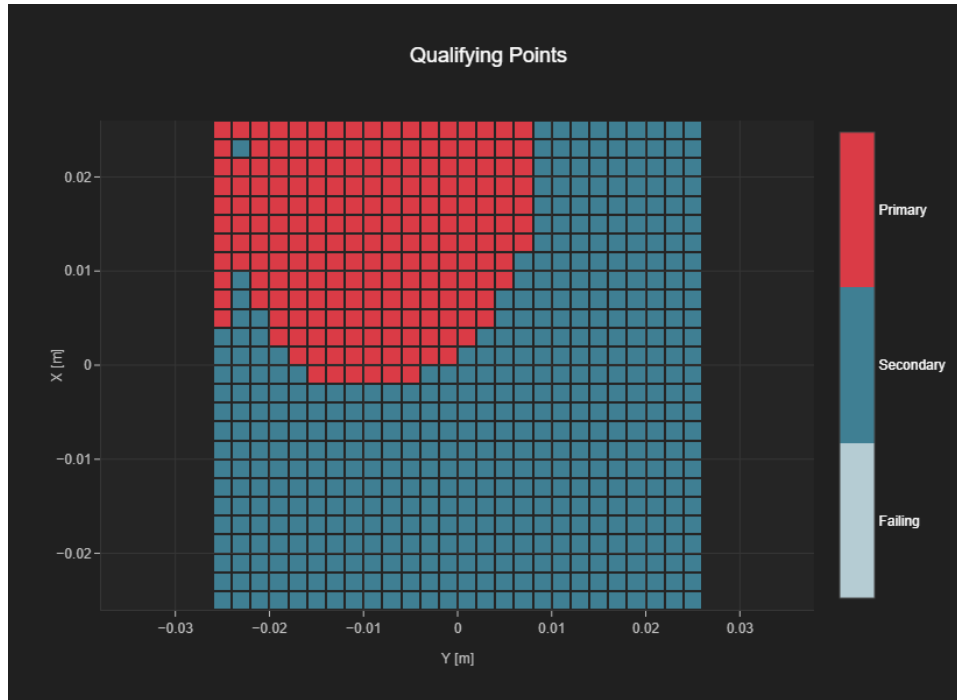 Qualifying Points
0.02
0.01
0
−0.01
−0.02
X [m]
−0.03
−0.02
−0.01
0
0.01
0.02
0.03
Y [m]
Primary
Secondary
Failing